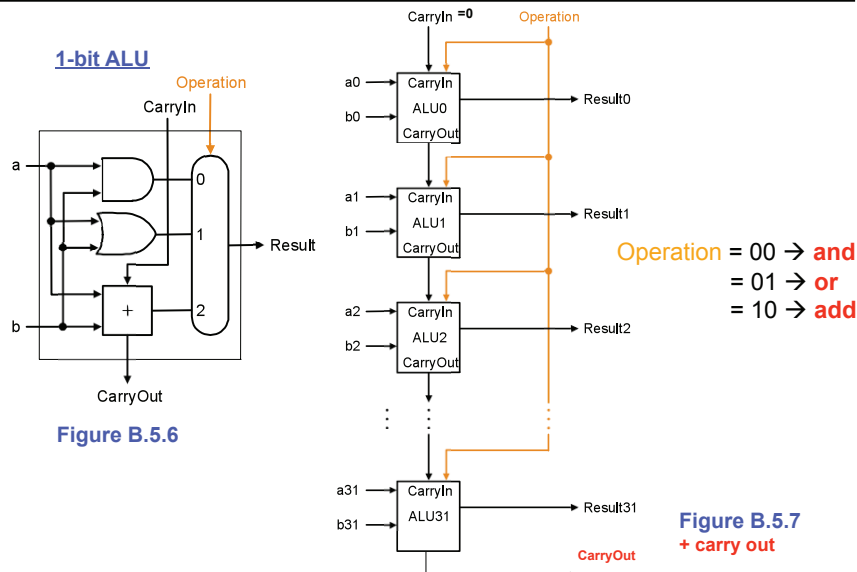 1-bit ALU
Operation
CarryIn
a
0
1
Result
+
2
b
CarryOut
Figure B.5.6
CarryIn =0
Operation
a0
CarryIn
ALU0
Result0
b0
CarryOut
a1
CarryIn
ALU1
Result1
b1
CarryOut
a2
CarryIn
ALU2
Result2
b2
CarryOut
a31
CarryIn
ALU31
Result31
b31
CarryOut
Operation = 00 → and
= 01 → or
= 10 → add
Figure B.5.7
+ carry out